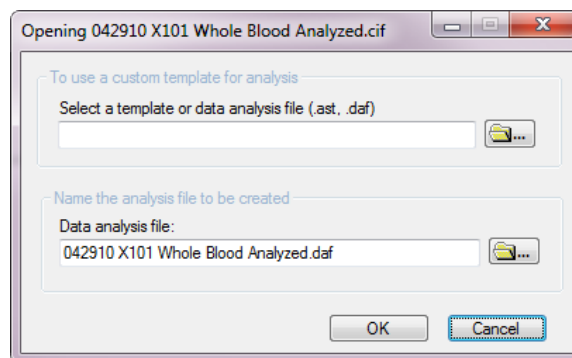 Opening 042910 X101 Whole Blood Analyzed.cif
To use a custom template for analysis
Select a template or data analysis file (.ast, .daf)
...
Name the analysis file to be created
Data analysis file:
042910 X101 Whole Blood Analyzed.daf
...
OK
Cancel